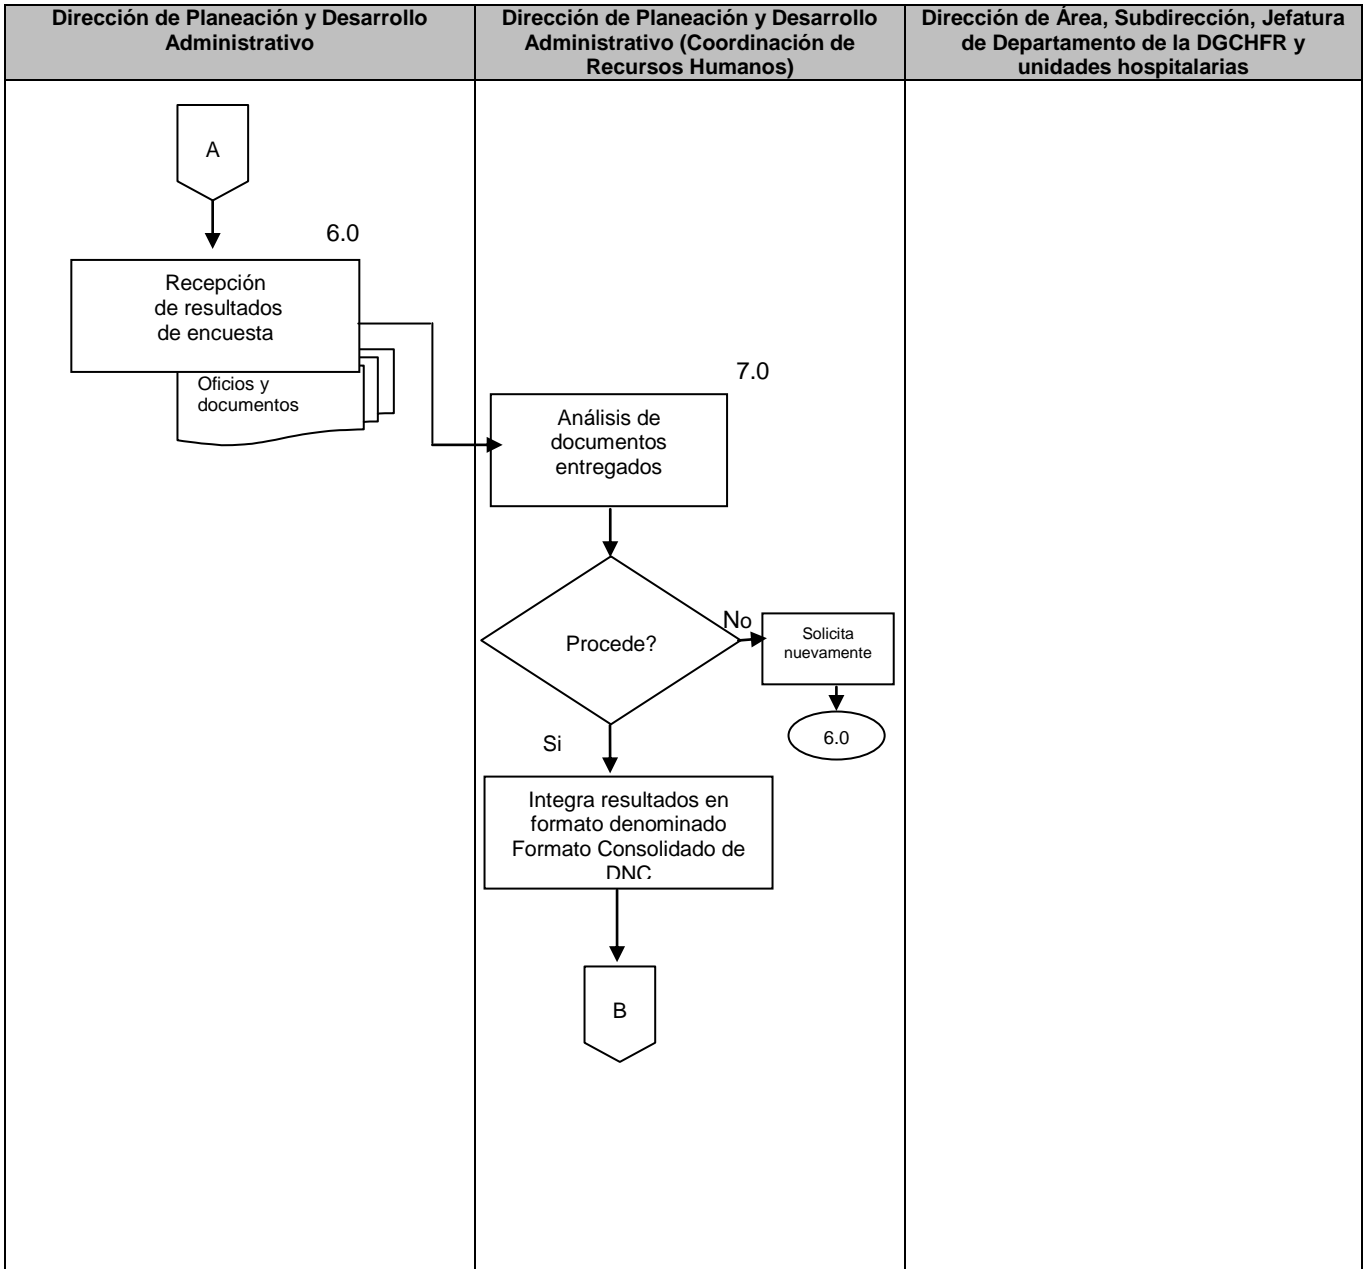 Dirección de Planeación y Desarrollo
Administrativo
Dirección de Planeación y Desarrollo
Administrativo (Coordinación de
Recursos Humanos)
Dirección de Área, Subdirección, Jefatura
de Departamento de la DGCHFR y
unidades hospitalarias
A
6.0
Recepción
de resultados
de encuesta
Oficios y
documentos
7.0
Análisis de
documentos
entregados
Procede?
No
Solicita
nuevamente
6.0
Si
Integra resultados en
formato denominado
Formato Consolidado de
DNC
B